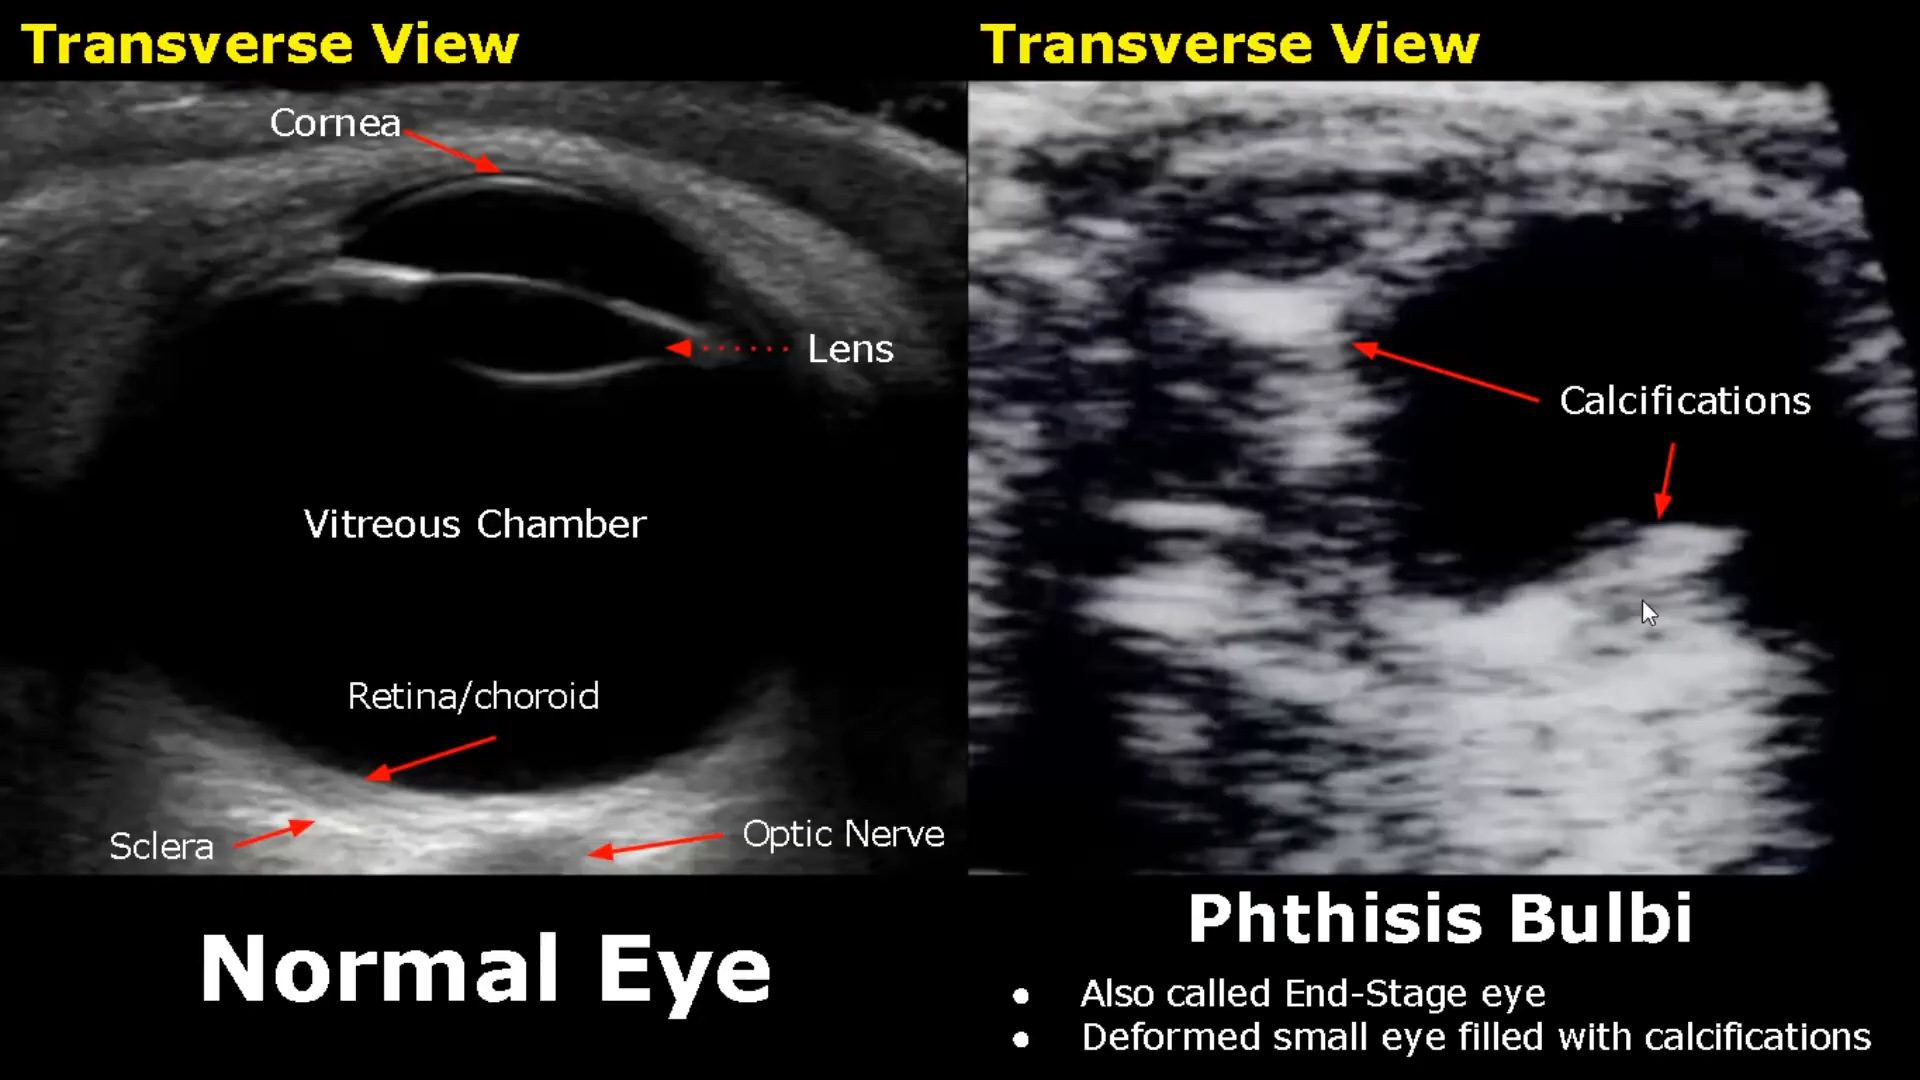 Transverse View
Cornea
Lens
Vitreous Chamber
Retina/choroid
Sclera
Optic Nerve
Normal Eye
Transverse View
Calcifications
Phthisis Bulbi
• Also called End-Stage eye
• Deformed small eye filled with calcifications